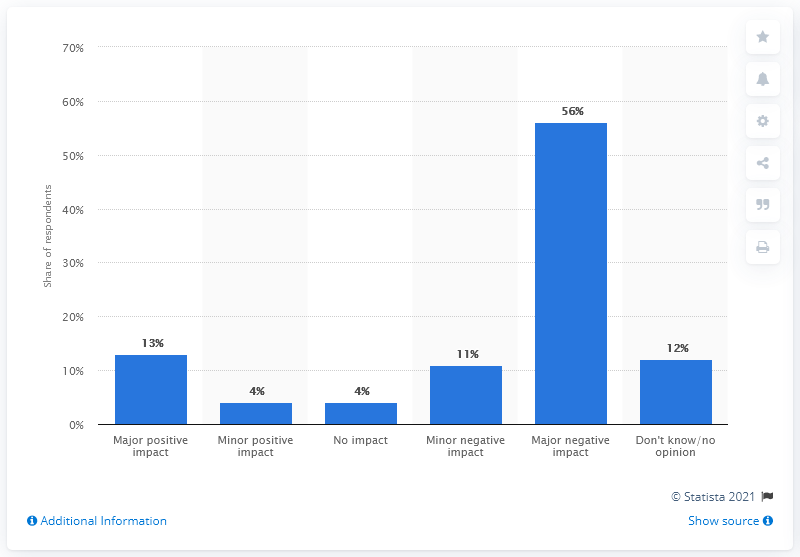 70%
60%
50%
40%
30%
20%
10%
0%
Share of respondents
13%
4%
4%
11%
56%
12%
Major positive
impact
Minor positive
impact
No impact
Minor negative
impact
Major negative
impact
Don't know/no
opinion
© Statista 2021
Additional Information
Show source